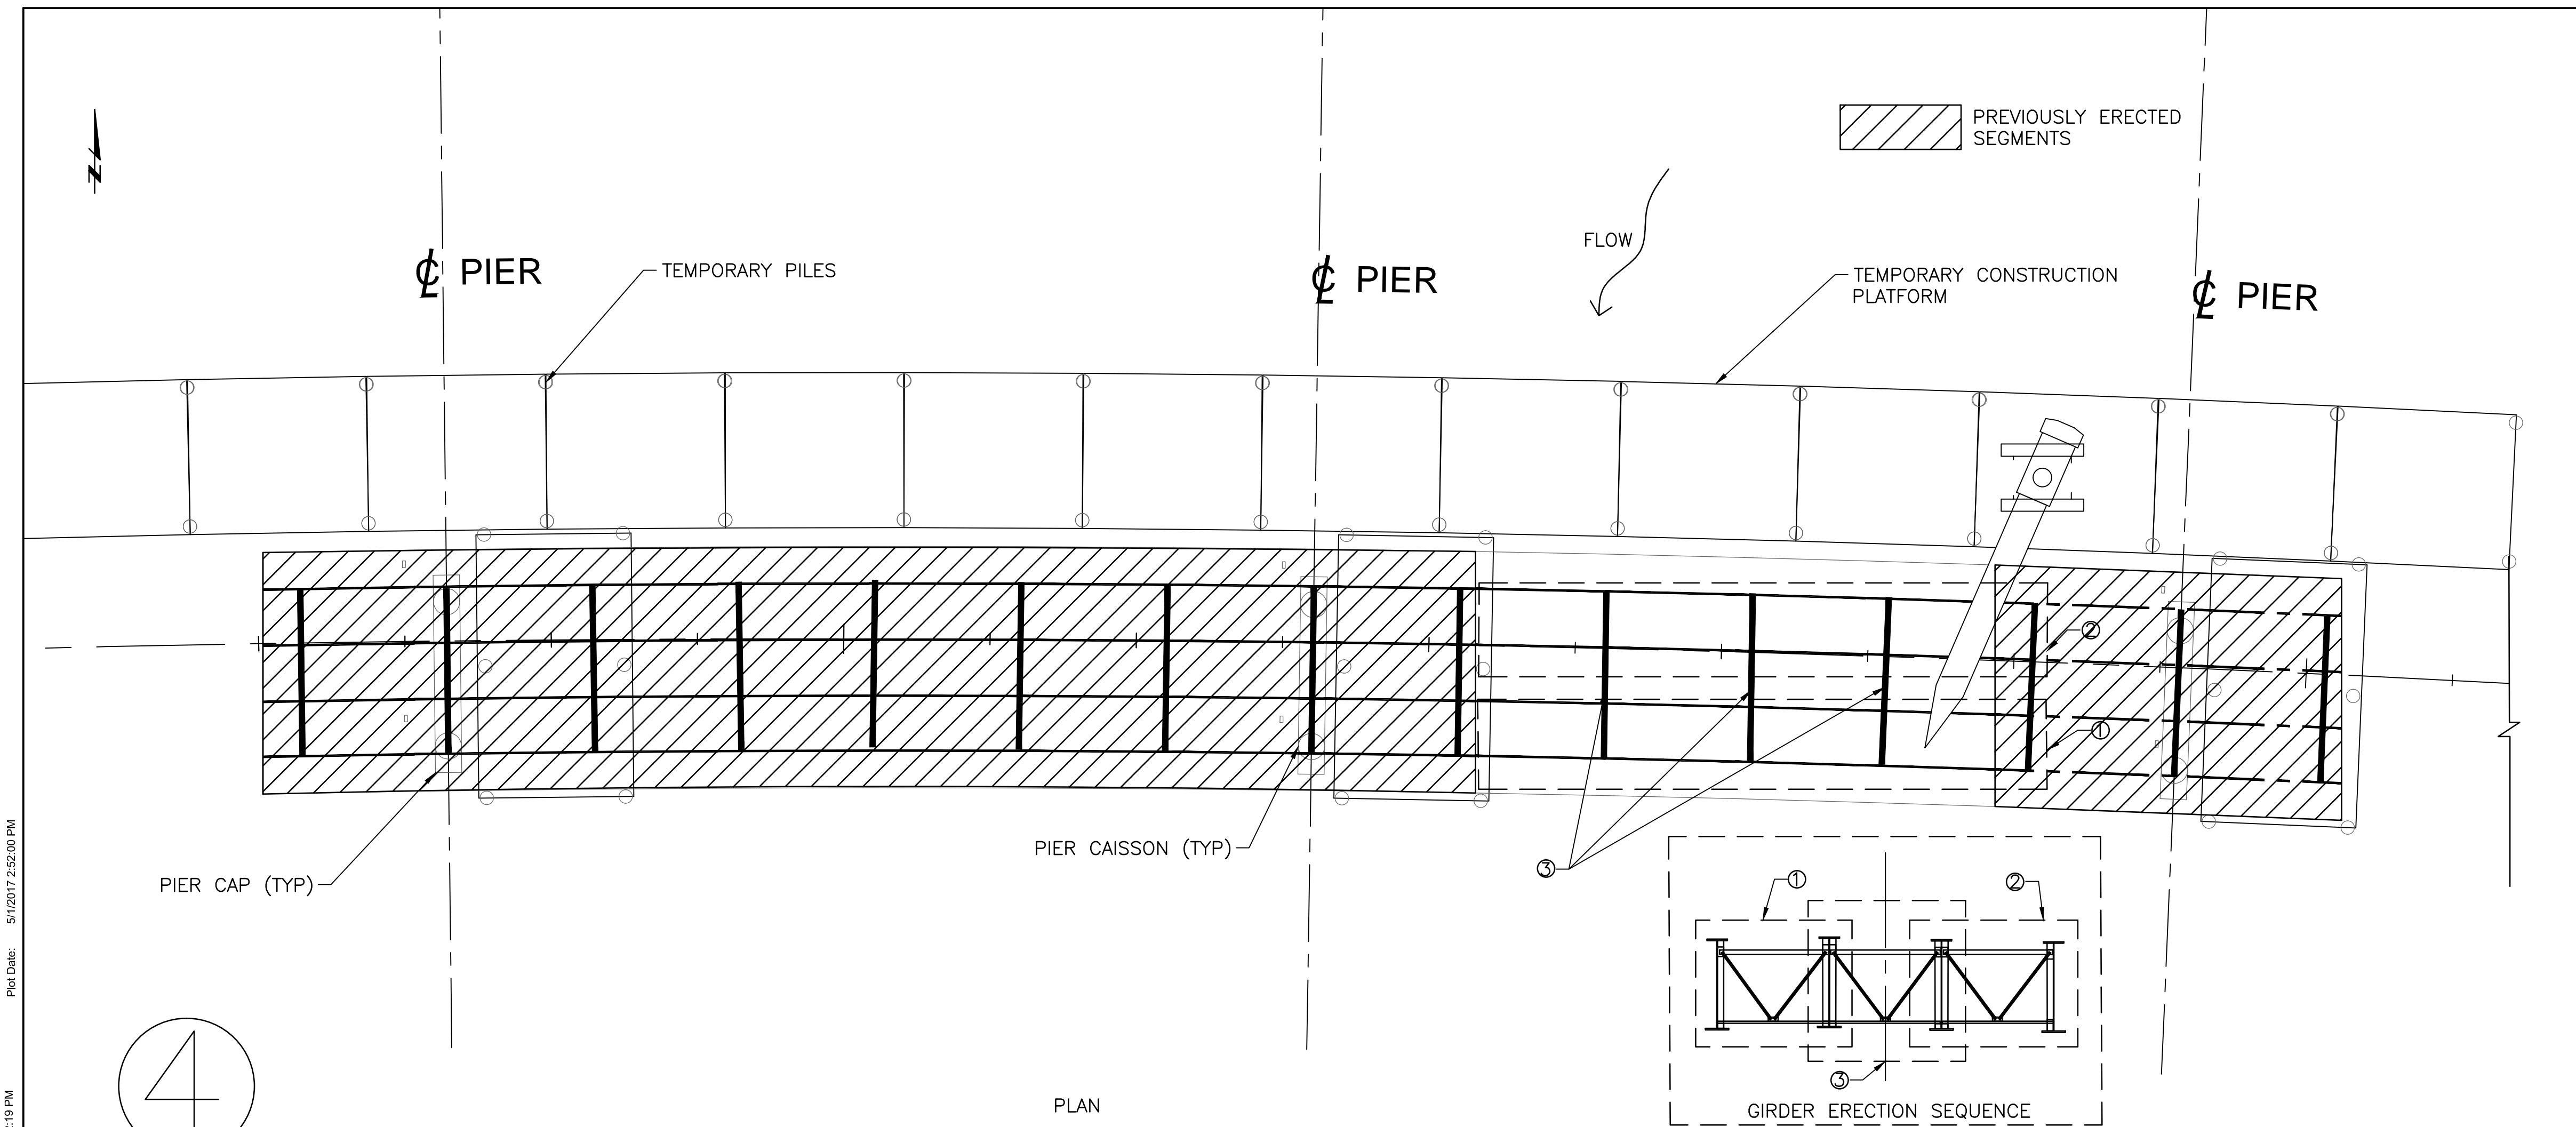 PREVIOUSLY ERECTED
SEGMENTS
N
FLOW
℄ PIER
TEMPORARY PILES
℄ PIER
TEMPORARY CONSTRUCTION
PLATFORM
℄ PIER
2
1
PIER CAISSON (TYP)
3
PIER CAP (TYP)
1
2
3
GIRDER ERECTION SEQUENCE
4
PLAN
Plot Date: 5/1/2017 2:52:00 PM
:19 PM